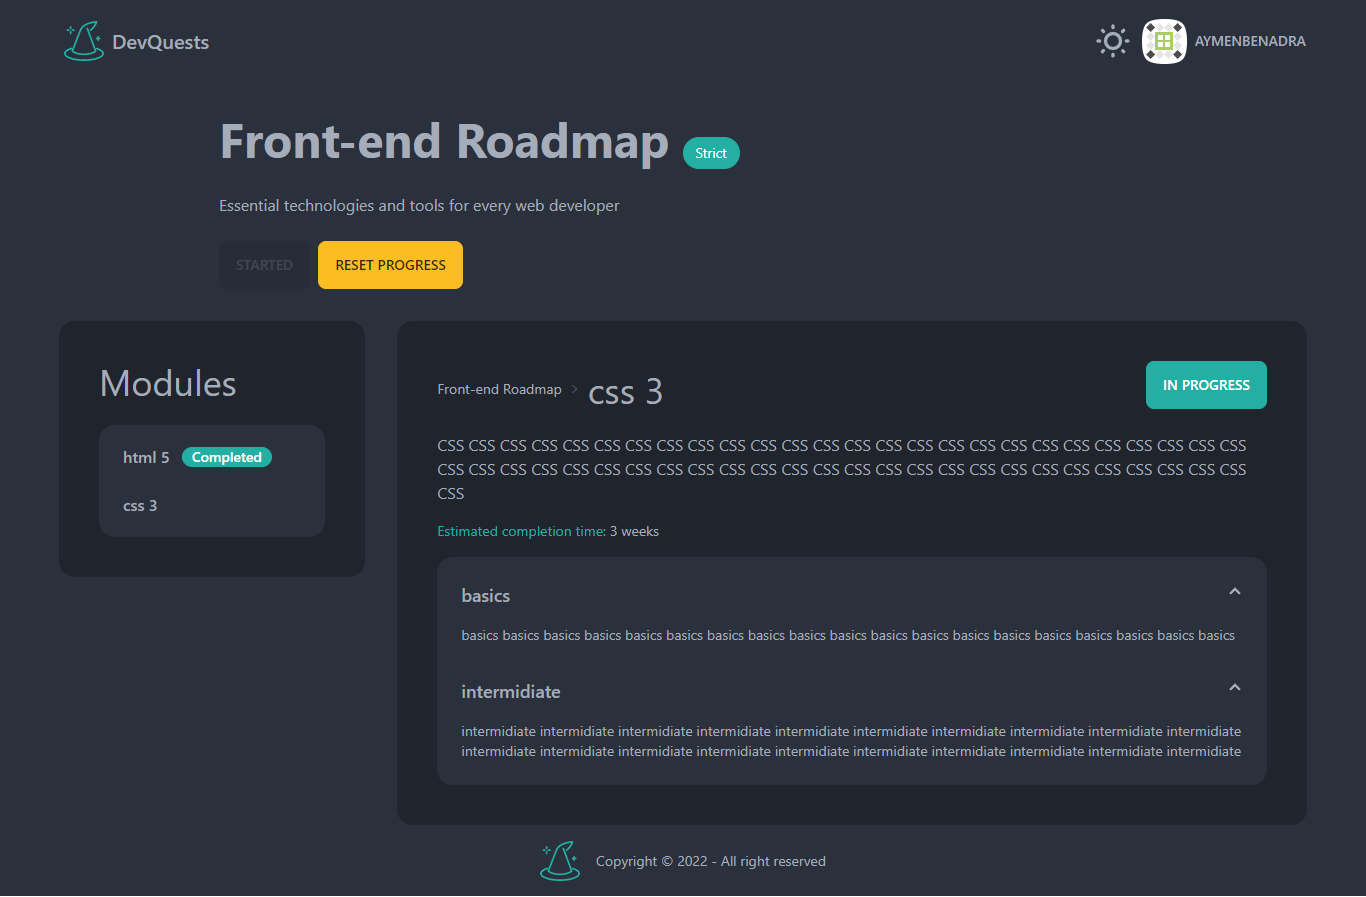 DevQuests
AYMENBENADRA
Front-end Roadmap Strict
Essential technologies and tools for every web developer
STARTED RESET PROGRESS
Modules
html 5 Completed
css 3
Front-end Roadmap > css 3
IN PROGRESS
CSS CSS CSS CSS CSS CSS CSS CSS CSS CSS CSS CSS CSS CSS CSS CSS CSS CSS CSS CSS CSS CSS CSS CSS CSS CSS
CSS CSS CSS CSS CSS CSS CSS CSS CSS CSS CSS CSS CSS CSS CSS CSS CSS CSS CSS CSS CSS CSS CSS CSS CSS CSS
CSS
Estimated completion time: 3 weeks
basics
basics basics basics basics basics basics basics basics basics basics basics basics basics basics basics basics basics basics basics
intermidiate
intermidiate intermidiate intermidiate intermidiate intermidiate intermidiate intermidiate intermidiate intermidiate intermidiate
intermidiate intermidiate intermidiate intermidiate intermidiate intermidiate intermidiate intermidiate intermidiate intermidiate
Copyright © 2022 - All right reserved